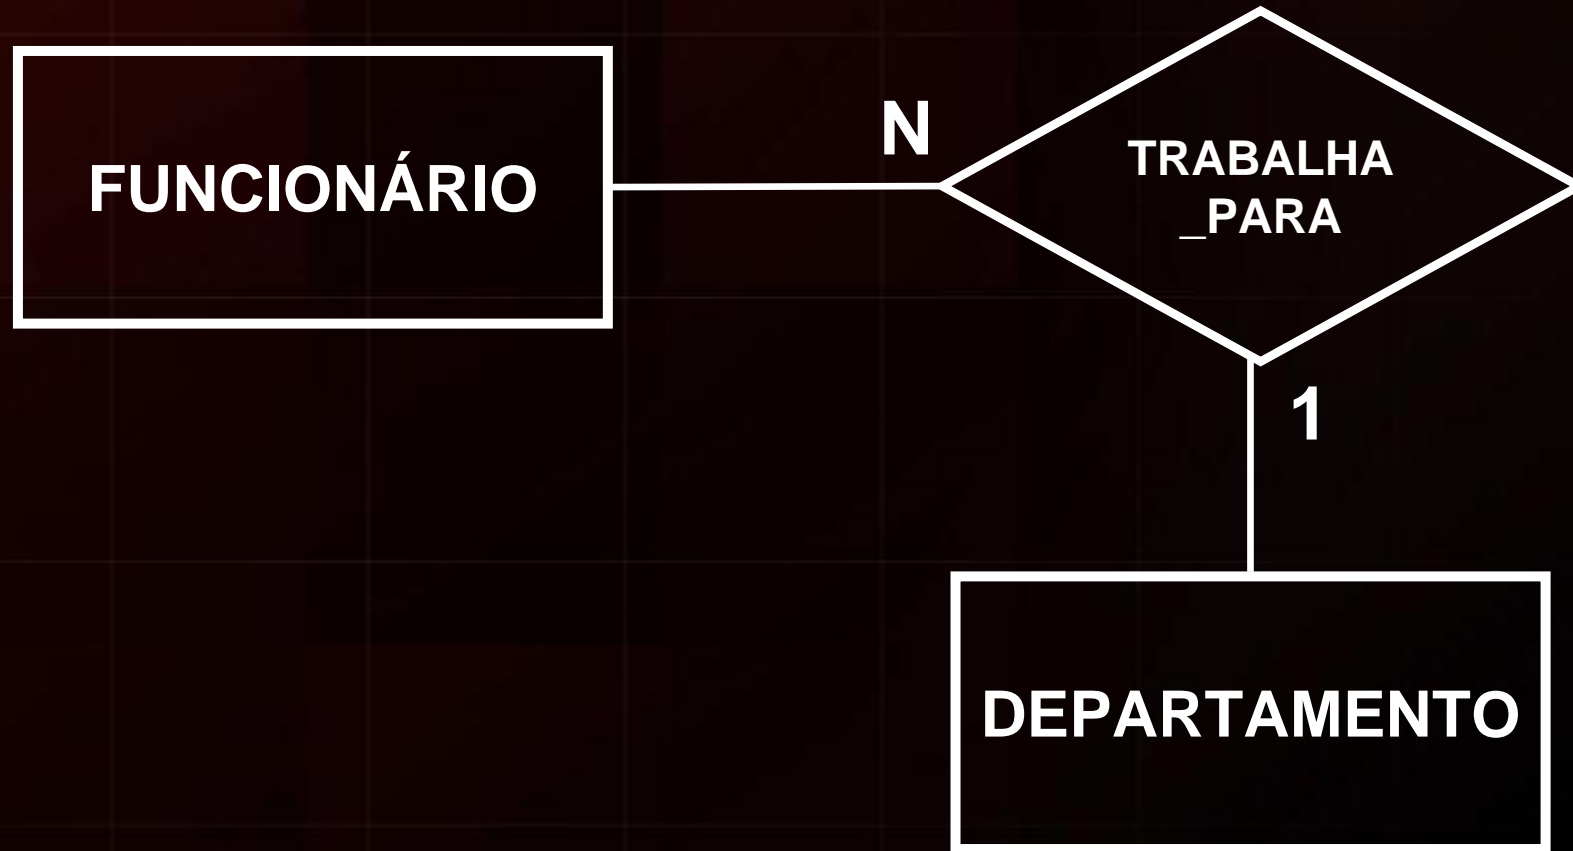 FUNCIONÁRIO
N
TRABALHA
_PARA
1
DEPARTAMENTO